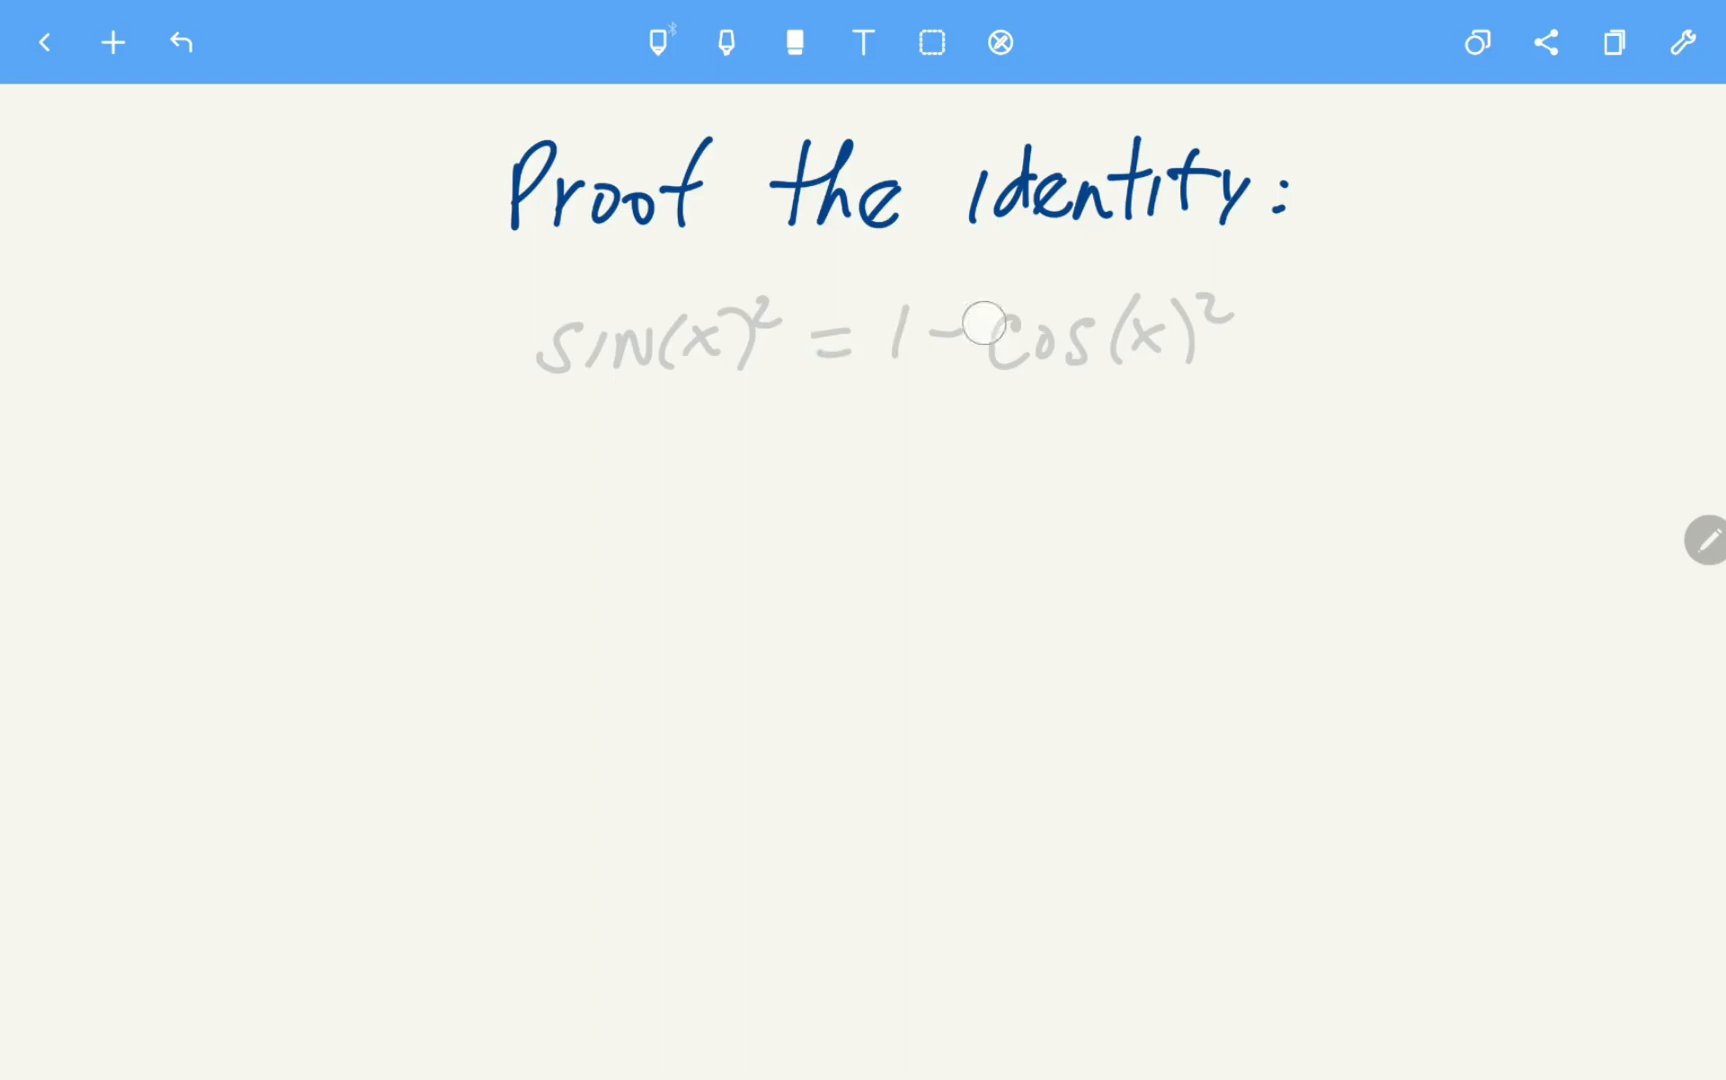 Proof the identity:
sin(x)² = 1 - cos(x)²